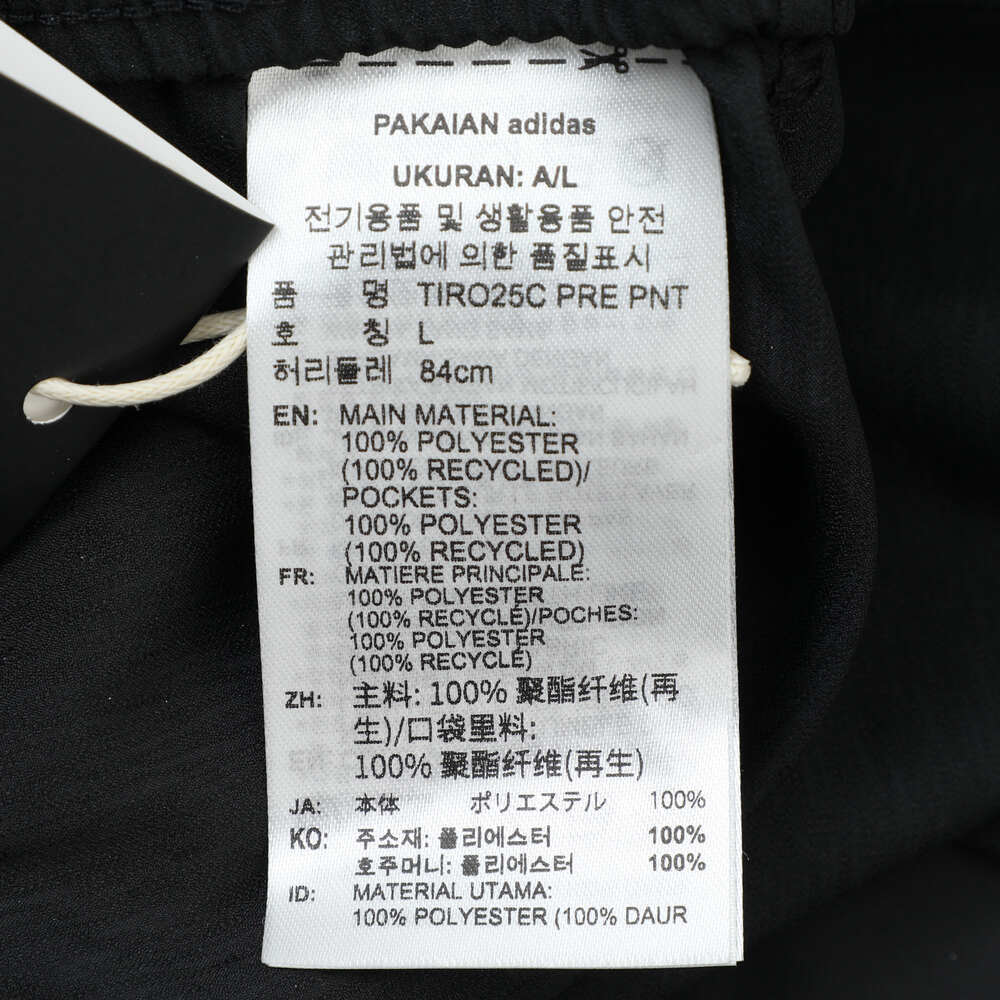 PAKAIAN adidas
UKURAN: A/L
전기용품 및 생활용품 안전
관리법에 의한 품질표시
품 명 TIRO25C PRE PNT
호 칭 L
허리둘레 84cm
EN: MAIN MATERIAL:
100% POLYESTER
(100% RECYCLED)/
POCKETS:
100% POLYESTER
(100% RECYCLED)
FR: MATIERE PRINCIPALE:
100% POLYESTER
(100% RECYCLÉ)/POCHES:
100% POLYESTER
(100% RECYCLÉ)
ZH: 主料: 100% 聚酯纤维(再
生)/口袋里料:
100% 聚酯纤维(再生)
JA: 本体 ポリエステル 100%
KO: 주소재: 폴리에스터 100%
호주머니: 폴리에스터 100%
ID: MATERIAL UTAMA:
100% POLYESTER (100% DAUR